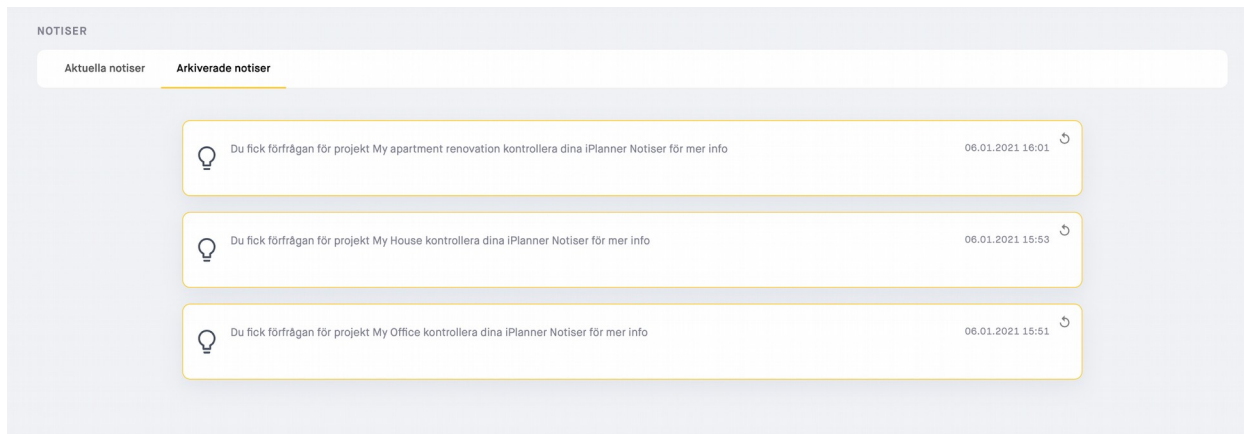 NOTISER
Aktuella notiser Arkiverade notiser
Du fick förfrågan för projekt My apartment renovation kontrollera dina iPlanner Notiser för mer info 06.01.2021 16:01
Du fick förfrågan för projekt My House kontrollera dina iPlanner Notiser för mer info 06.01.2021 15:53
Du fick förfrågan för projekt My Office kontrollera dina iPlanner Notiser för mer info 06.01.2021 15:51